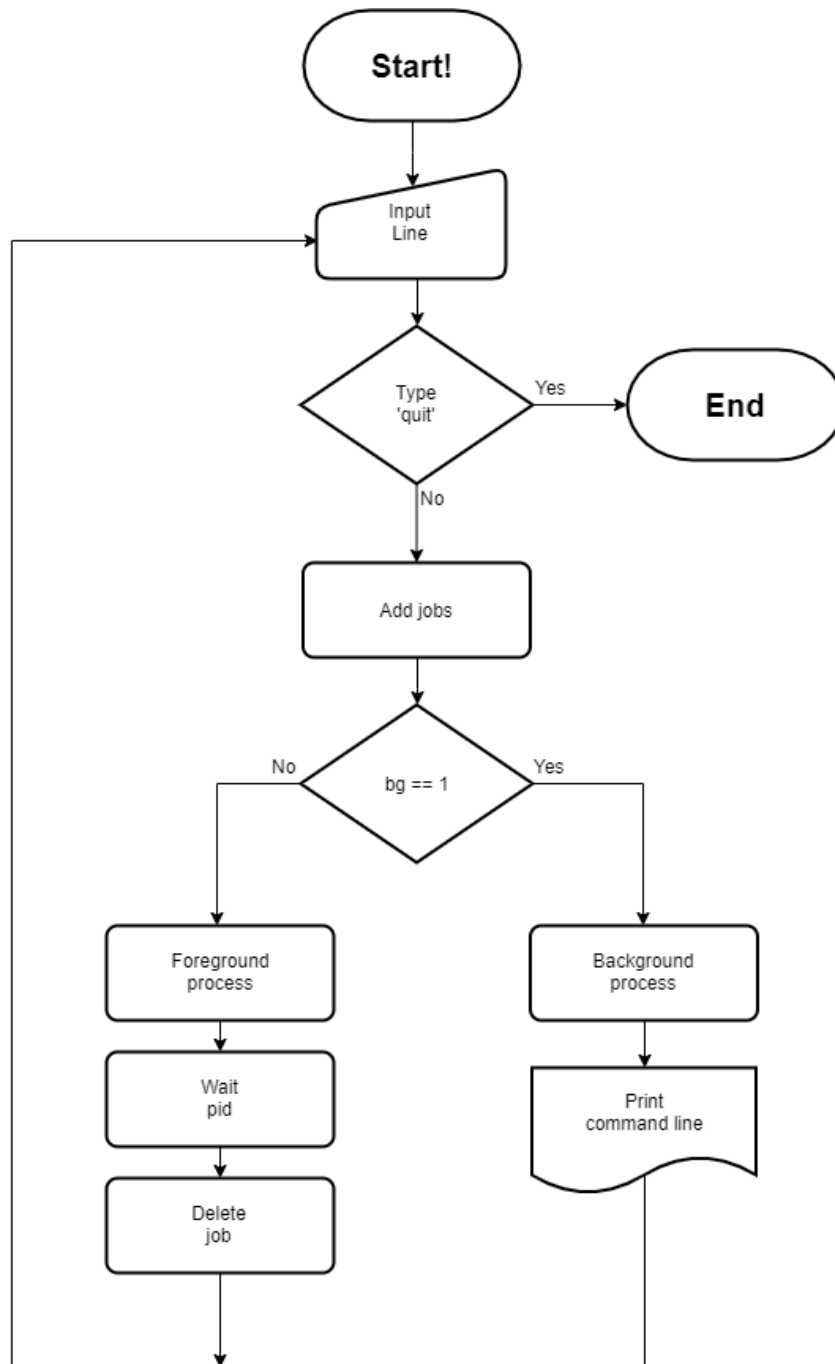 Start!
Input
Line
Type
'quit'
Yes
End
No
Add jobs
No
bg == 1
Yes
Foreground
process
Background
process
Wait
pid
Print
command line
Delete
job